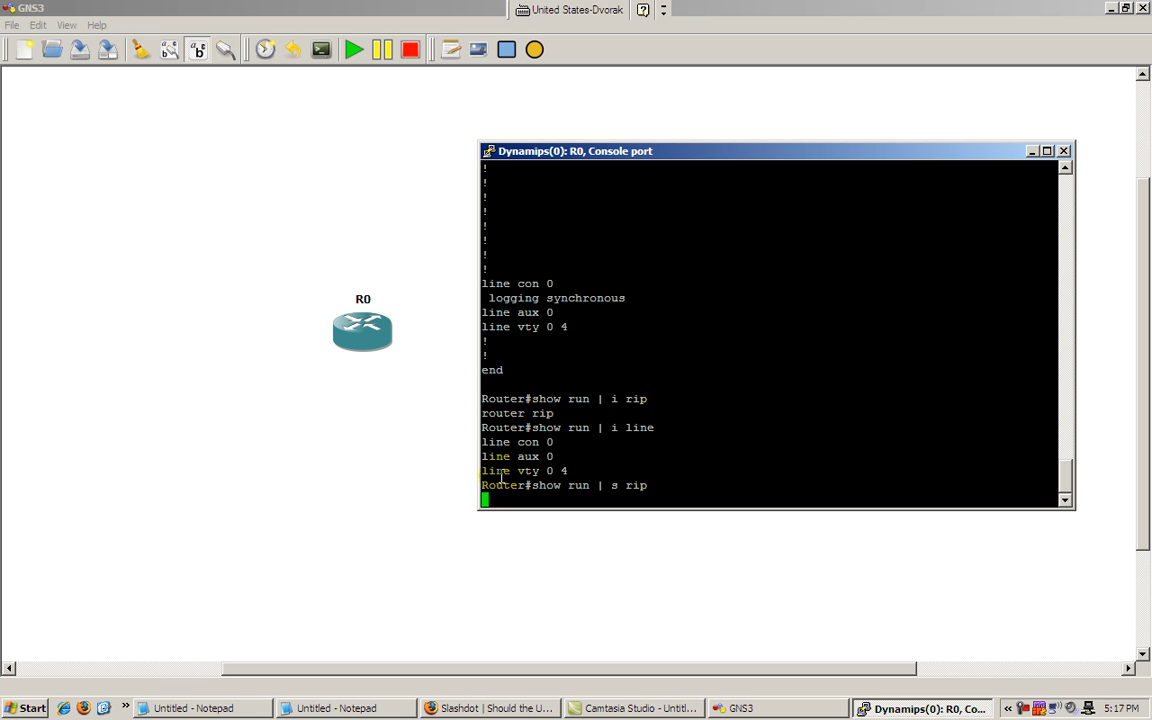 GNS3
United States-Dvorak
File Edit View Help
R0
Dynamips(0): R0, Console port
!
!
!
!
!
!
!
!
line con 0
logging synchronous
line aux 0
line vty 0 4
!
!
end
Router#show run | i rip
router rip
Router#show run | i line
line con 0
line aux 0
line vty 0 4
Router#show run | s rip
Start
Untitled - Notepad
Untitled - Notepad
Slashdot | Should the U...
Camtasia Studio - Untitl...
GNS3
Dynamips(0): R0, Co...
5:17 PM